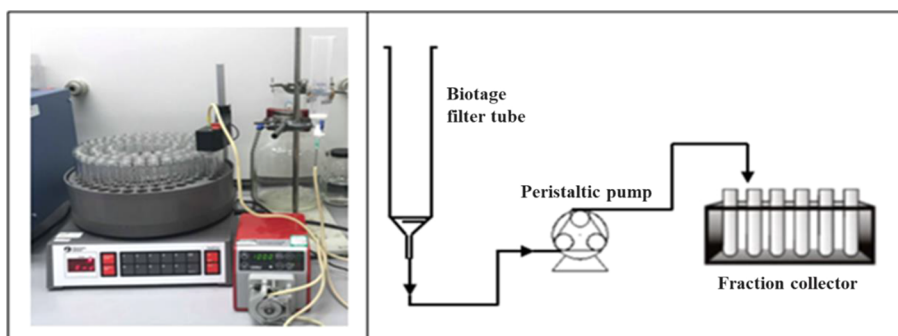 Biotage
filter tube
Peristaltic pump
Fraction collector